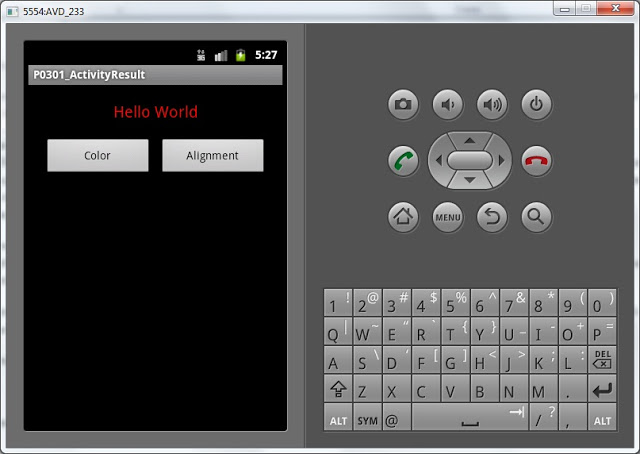 5554:AVD_233
3G 5:27
P0301_ActivityResult
Hello World
Color Alignment
MENU
1 ! 2 @ 3 # 4 $ 5 % 6 ^ 7 & 8 * 9 ( 0 )
Q | W ~ E " R ` T { Y } U _ I - O + P =
A S \ D ' F [ G ] H < J > K ; L : DEL
Z X C V B N M .
ALT SYM @ / ? , ALT